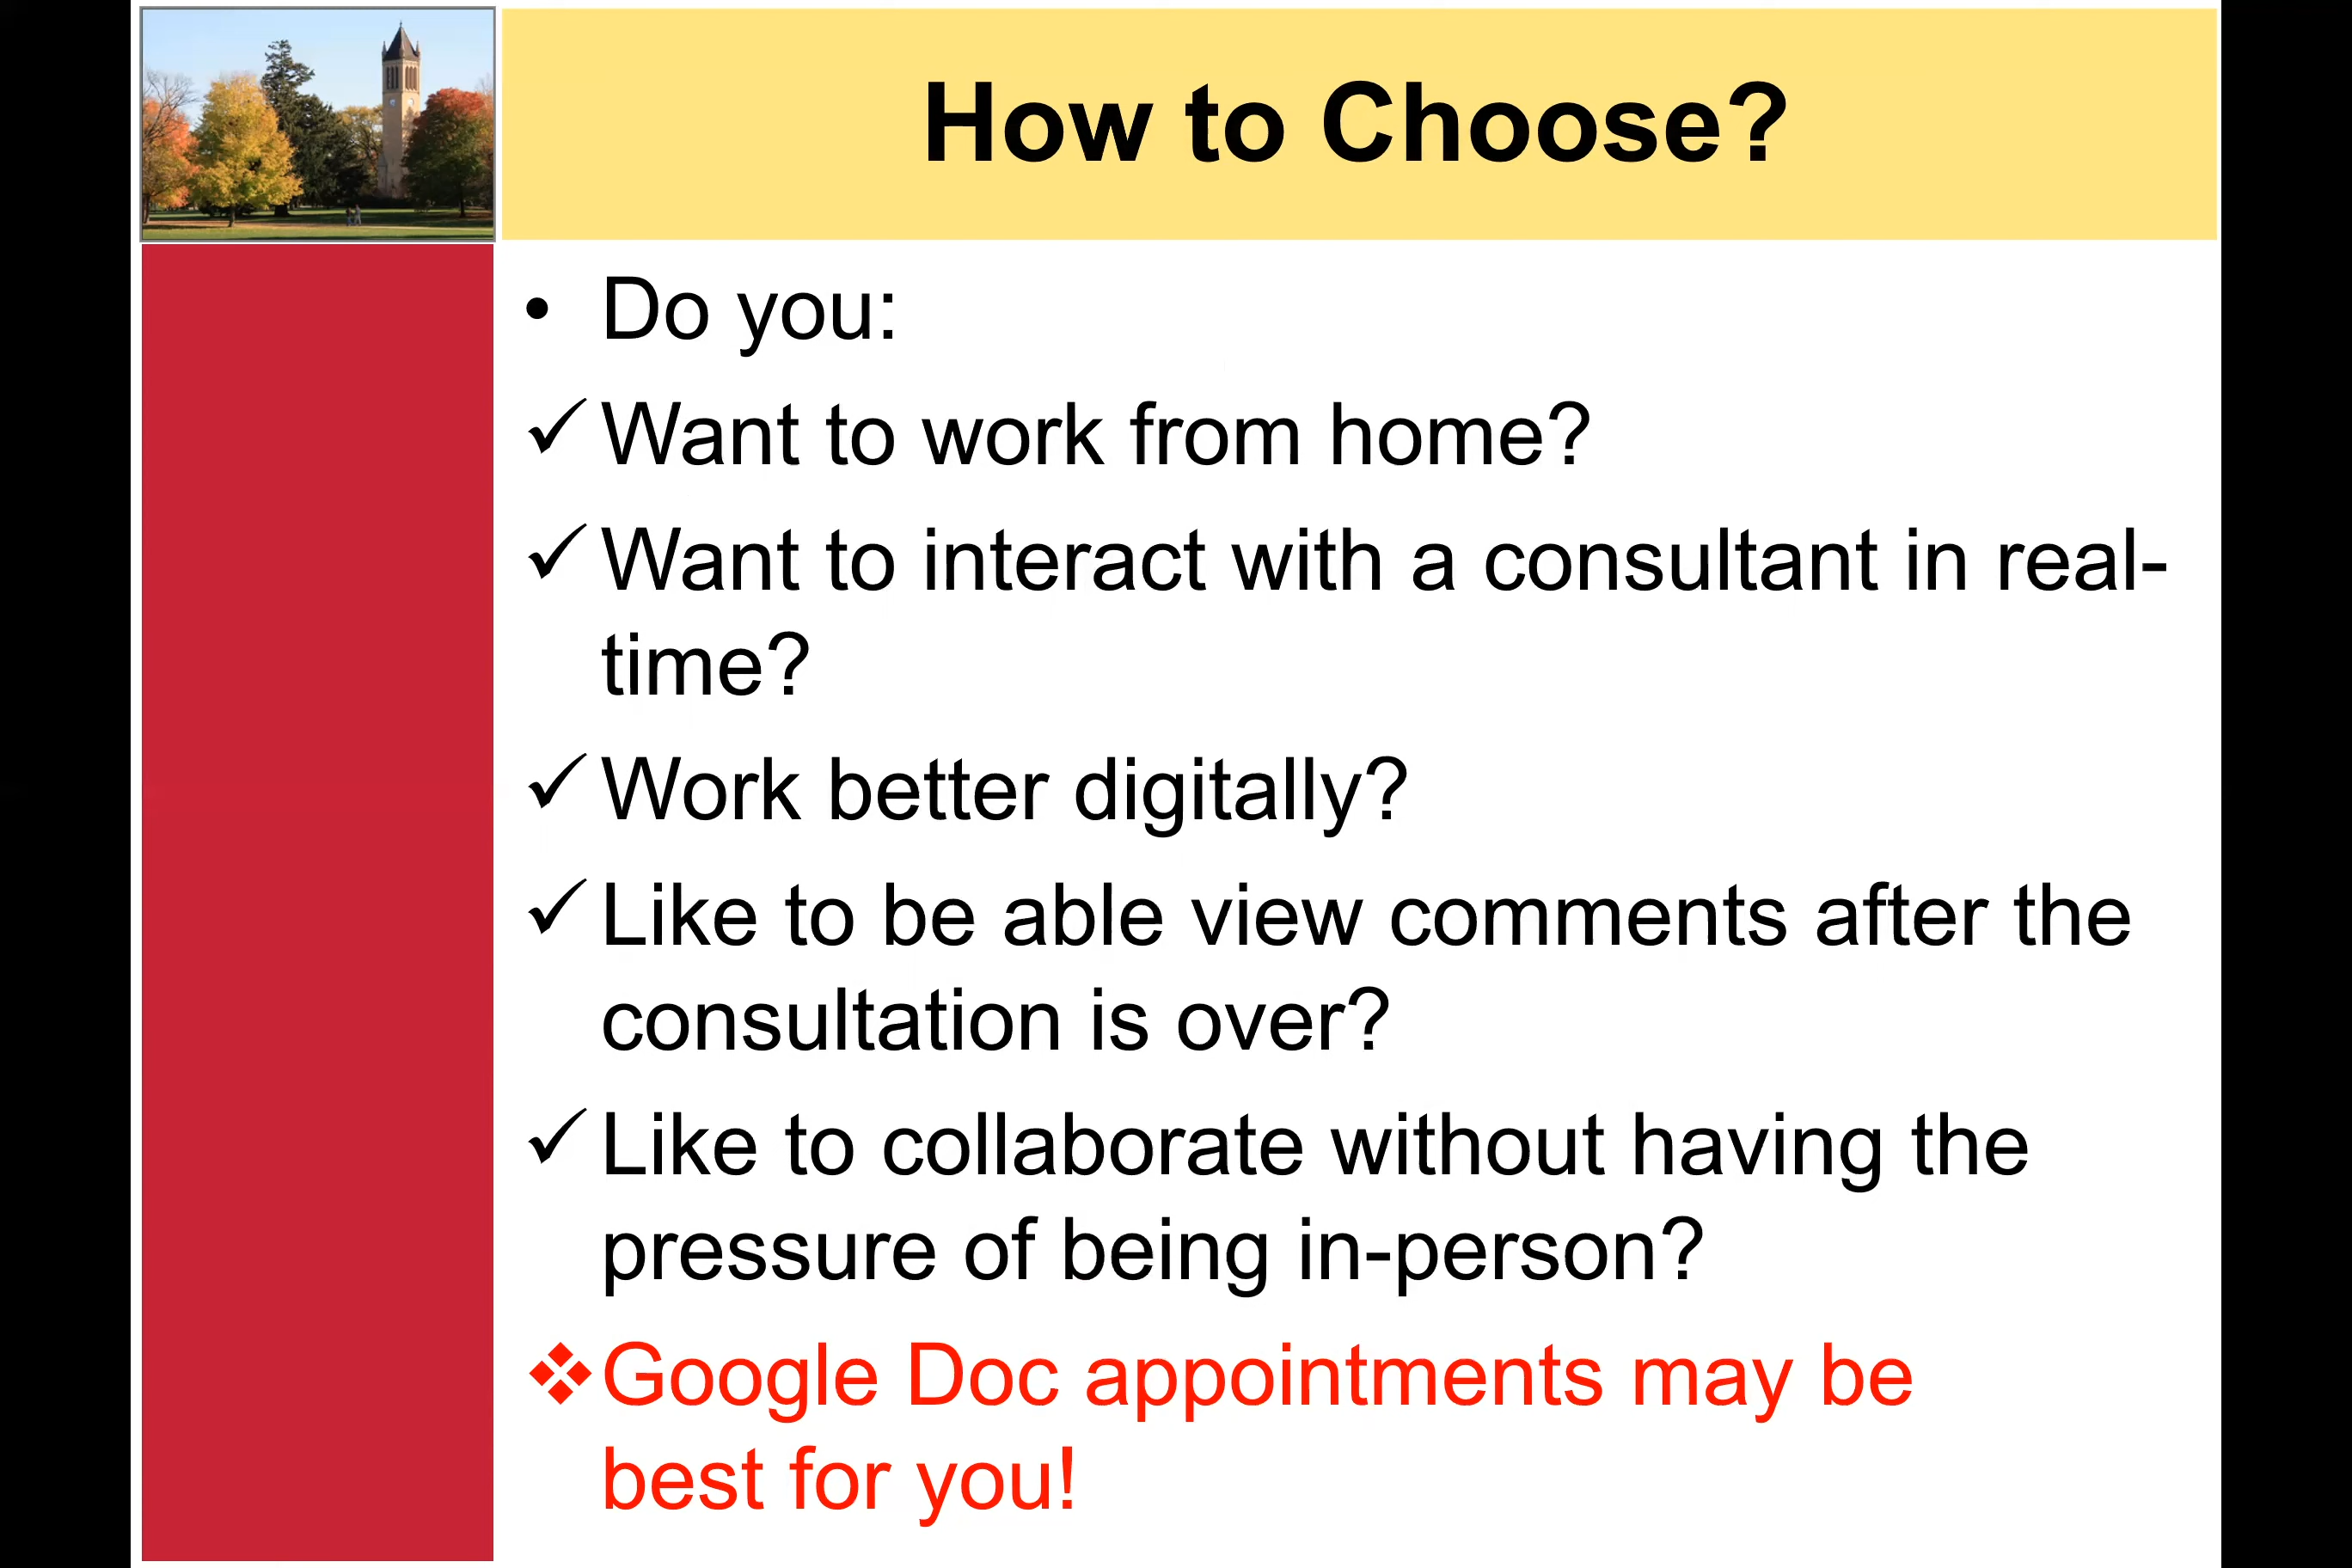 How to Choose?
• Do you:
✓ Want to work from home?
✓ Want to interact with a consultant in real-
time?
✓ Work better digitally?
✓ Like to be able view comments after the
consultation is over?
✓ Like to collaborate without having the
pressure of being in-person?
❖ Google Doc appointments may be
best for you!